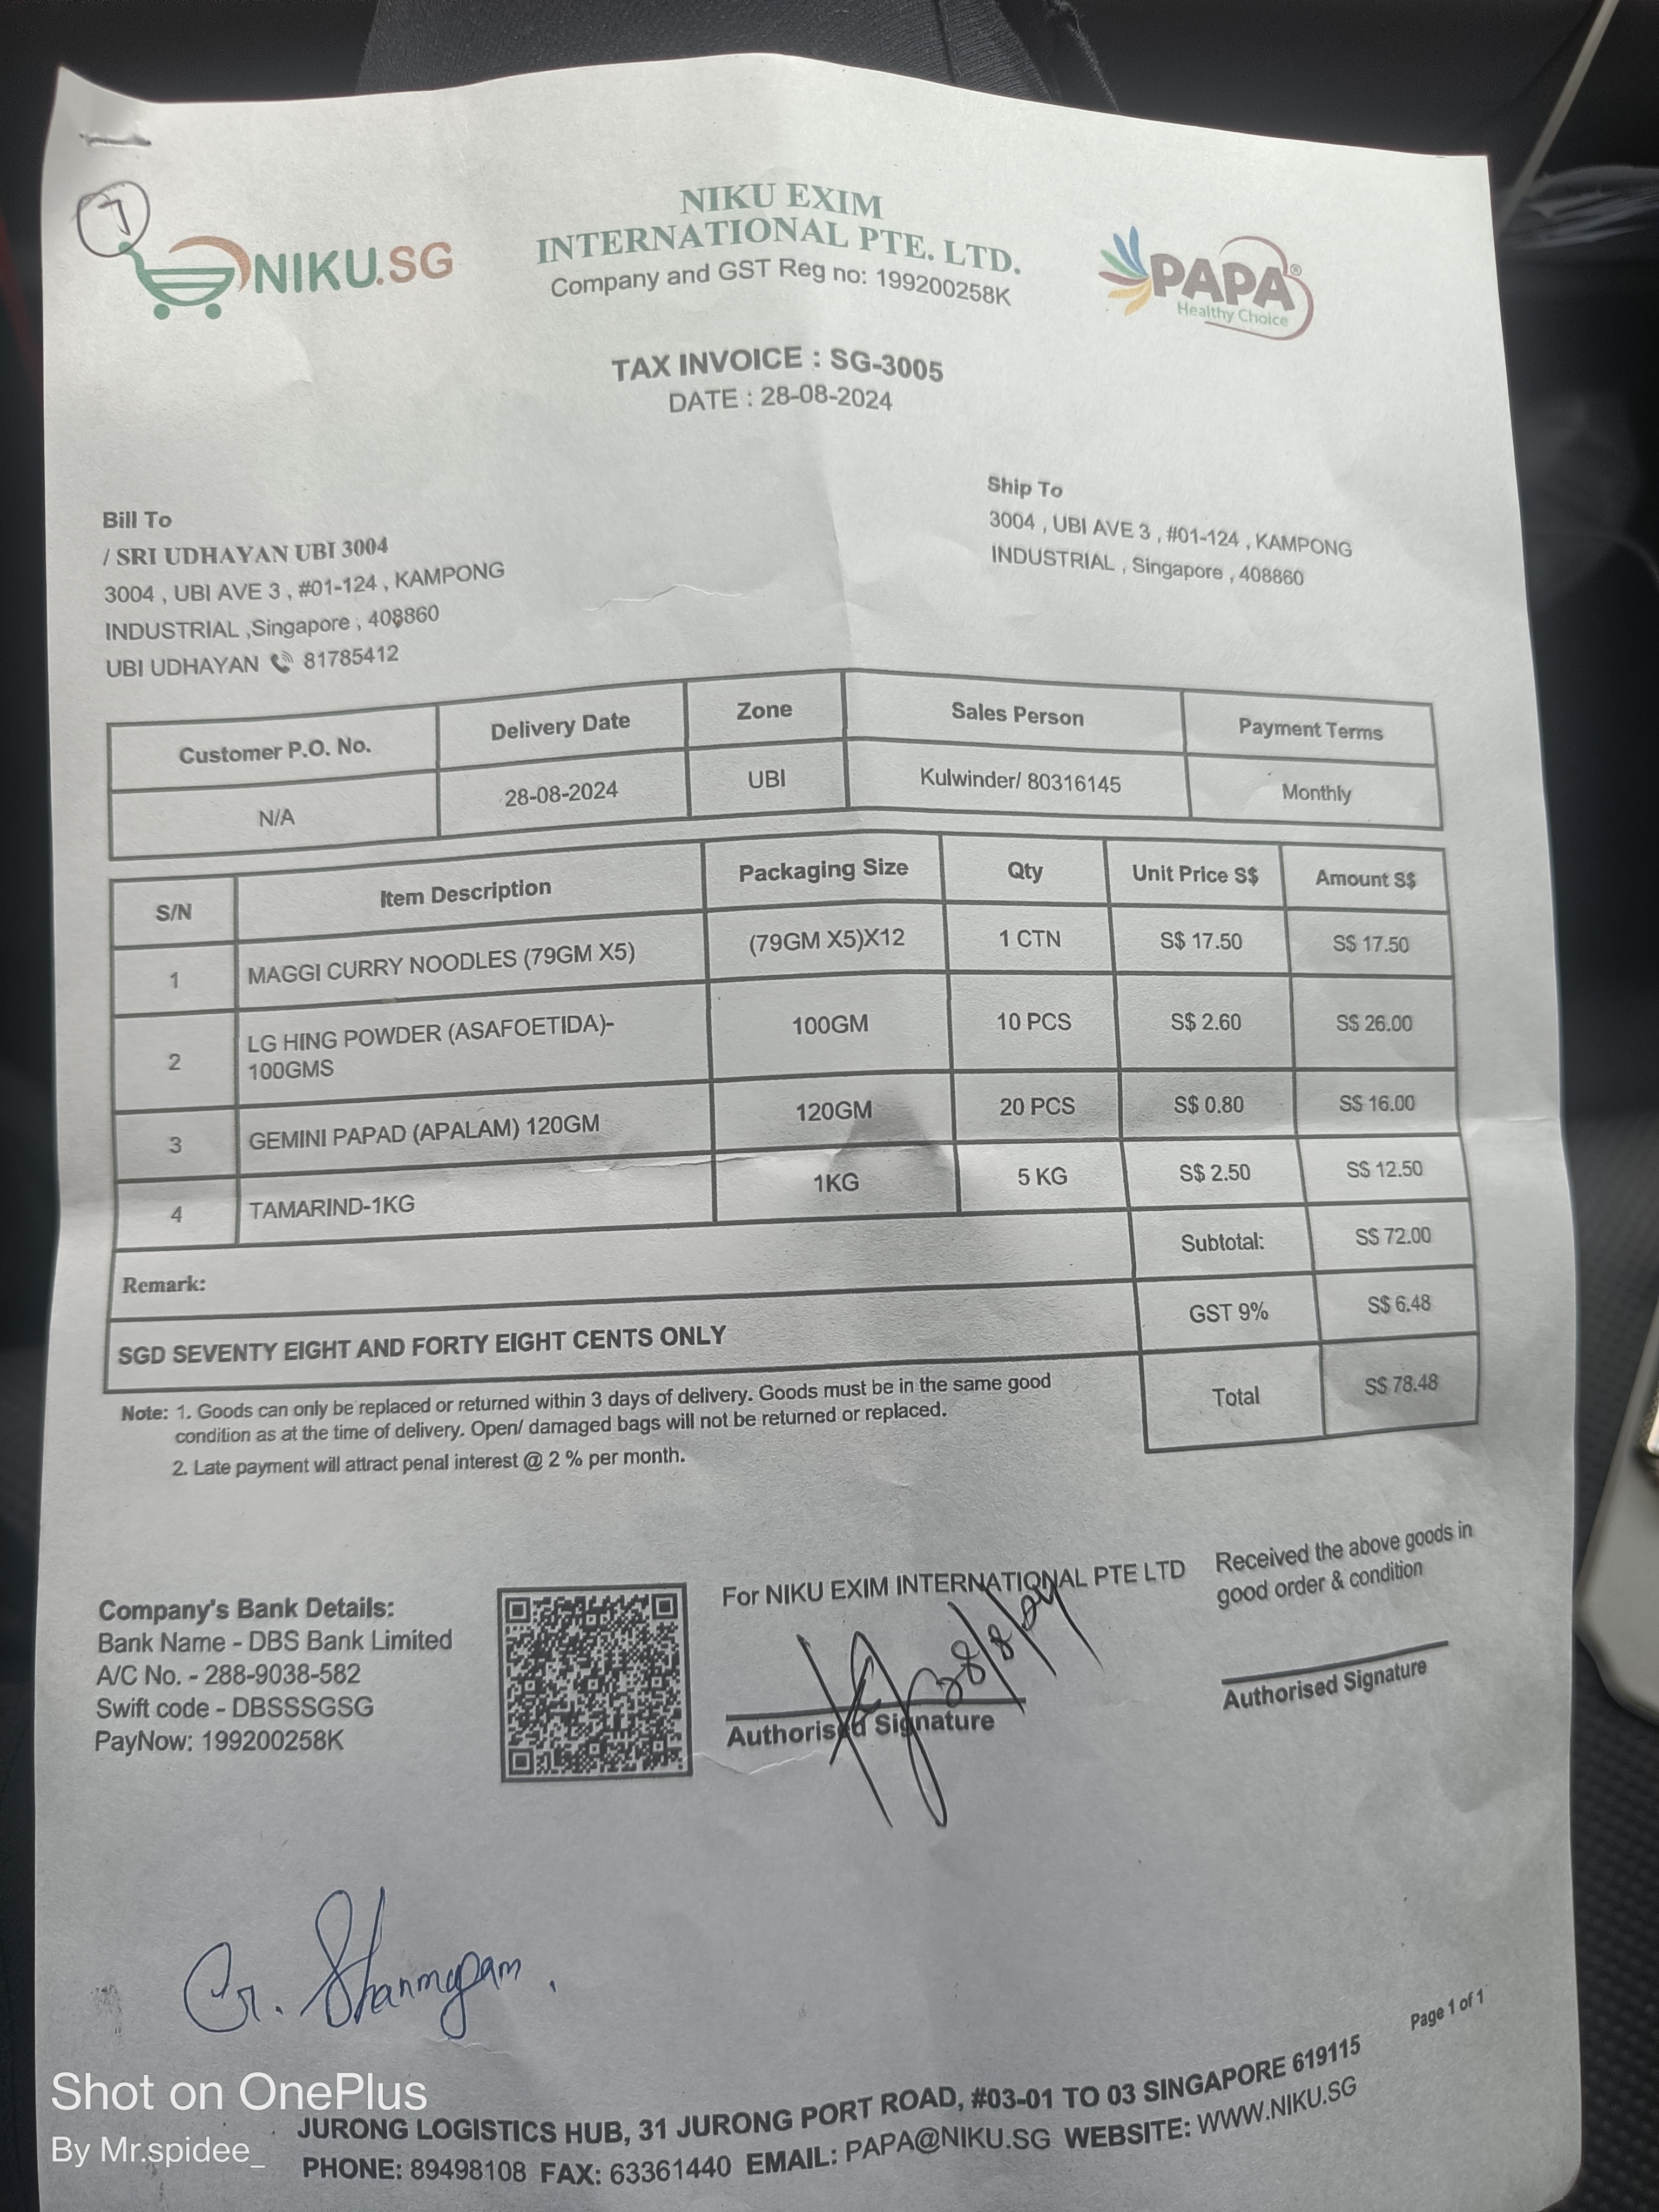 7
NIKU.SG
NIKU EXIM
INTERNATIONAL PTE. LTD.
Company and GST Reg no: 199200258K
PAPA®
Healthy Choice
TAX INVOICE : SG-3005
DATE : 28-08-2024
Bill To
/ SRI UDHAYAN UBI 3004
3004 , UBI AVE 3 , #01-124 , KAMPONG
INDUSTRIAL ,Singapore , 408860
UBI UDHAYAN 81785412
Ship To
3004 , UBI AVE 3 , #01-124 , KAMPONG
INDUSTRIAL , Singapore , 408860
Customer P.O. No. Delivery Date Zone Sales Person Payment Terms
N/A 28-08-2024 UBI Kulwinder/ 80316145 Monthly
S/N Item Description Packaging Size Qty Unit Price S$ Amount S$
1 MAGGI CURRY NOODLES (79GM X5) (79GM X5)X12 1 CTN S$ 17.50 S$ 17.50
2 LG HING POWDER (ASAFOETIDA)- 100GM 10 PCS S$ 2.60 S$ 26.00
100GMS
3 GEMINI PAPAD (APALAM) 120GM 120GM 20 PCS S$ 0.80 S$ 16.00
4 TAMARIND-1KG 1KG 5 KG S$ 2.50 S$ 12.50
Remark:
Subtotal: S$ 72.00
SGD SEVENTY EIGHT AND FORTY EIGHT CENTS ONLY
GST 9% S$ 6.48
Total S$ 78.48
Note: 1. Goods can only be replaced or returned within 3 days of delivery. Goods must be in the same good
condition as at the time of delivery. Open/ damaged bags will not be returned or replaced.
2. Late payment will attract penal interest @ 2 % per month.
Company's Bank Details:
Bank Name - DBS Bank Limited
A/C No. - 288-9038-582
Swift code - DBSSSGSG
PayNow: 199200258K
For NIKU EXIM INTERNATIONAL PTE LTD
28/8/24
Authorised Signature
Received the above goods in
good order & condition
Authorised Signature
G. Shanmugam.
Page 1 of 1
JURONG LOGISTICS HUB, 31 JURONG PORT ROAD, #03-01 TO 03 SINGAPORE 619115
PHONE: 89498108 FAX: 63361440 EMAIL: PAPA@NIKU.SG WEBSITE: WWW.NIKU.SG
Shot on OnePlus
By Mr.spidee_